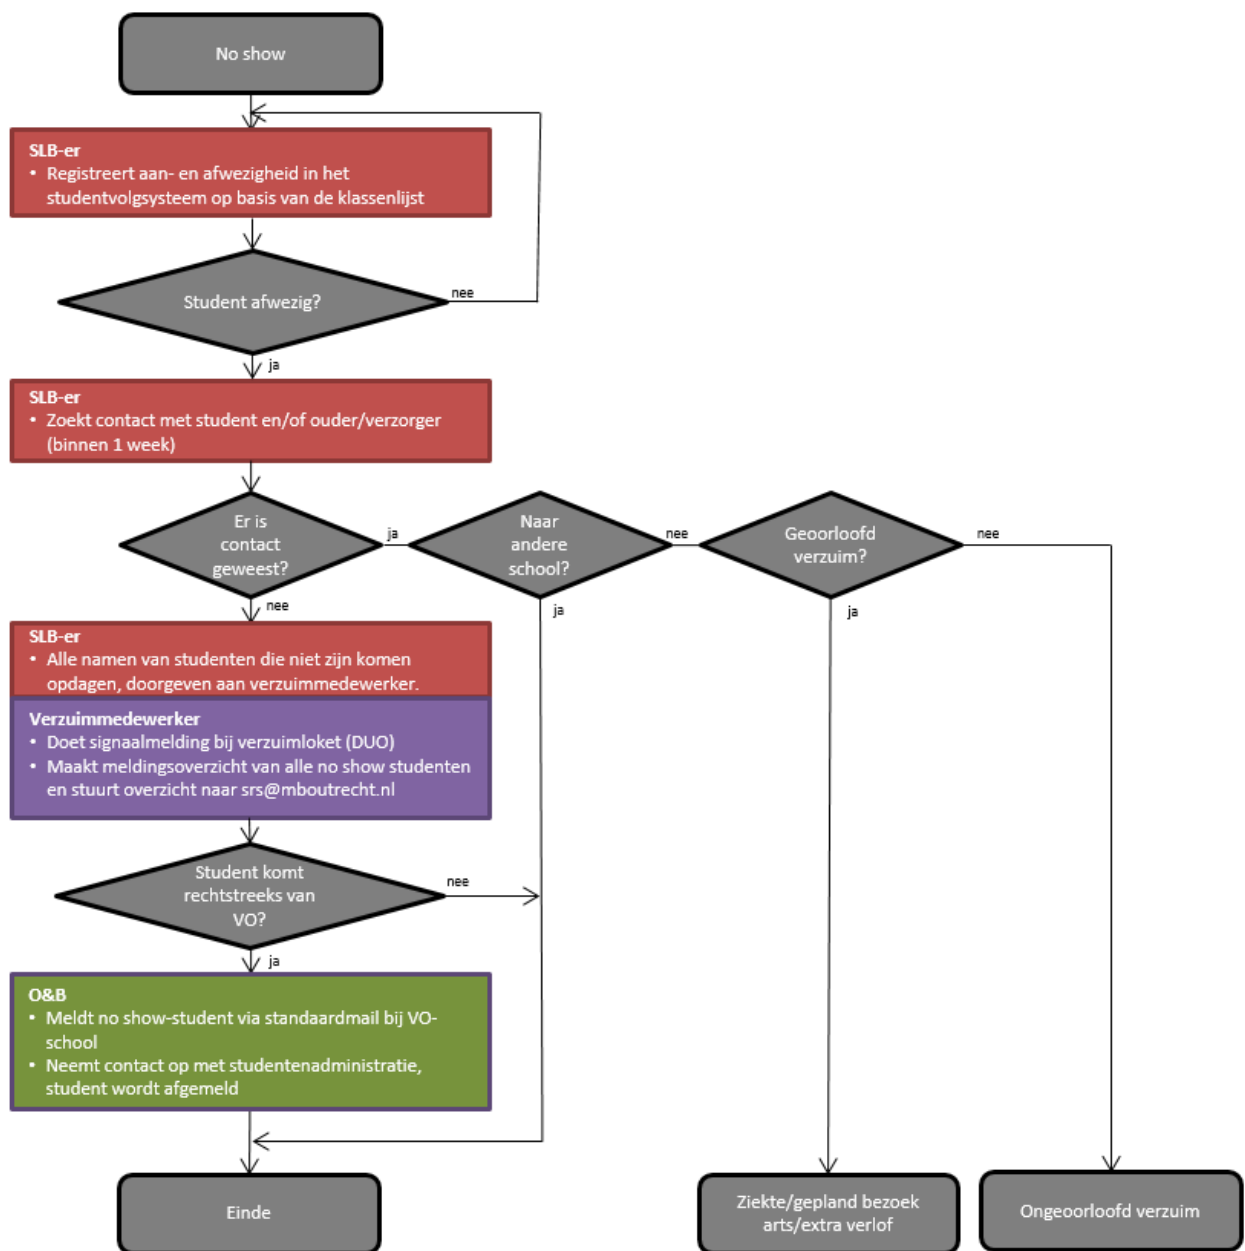 No show
SLB-er
• Registreert aan- en afwezigheid in het
studentvolgsysteem op basis van de klassenlijst
Student afwezig?
nee
ja
SLB-er
• Zoekt contact met student en/of ouder/verzorger
(binnen 1 week)
Er is
contact
geweest?
ja
Naar
andere
school?
nee
Geoorloofd
verzuim?
nee
nee
ja
ja
SLB-er
• Alle namen van studenten die niet zijn komen
opdagen, doorgeven aan verzuimmedewerker.
Verzuimmedewerker
• Doet signaalmelding bij verzuimloket (DUO)
• Maakt meldingsoverzicht van alle no show studenten
en stuurt overzicht naar srs@mboutrecht.nl
Student komt
rechtstreeks van
VO?
nee
ja
O&B
• Meldt no show-student via standaardmail bij VO-
school
• Neemt contact op met studentenadministratie,
student wordt afgemeld
Einde
Ziekte/gepland bezoek
arts/extra verlof
Ongeoorloofd verzuim